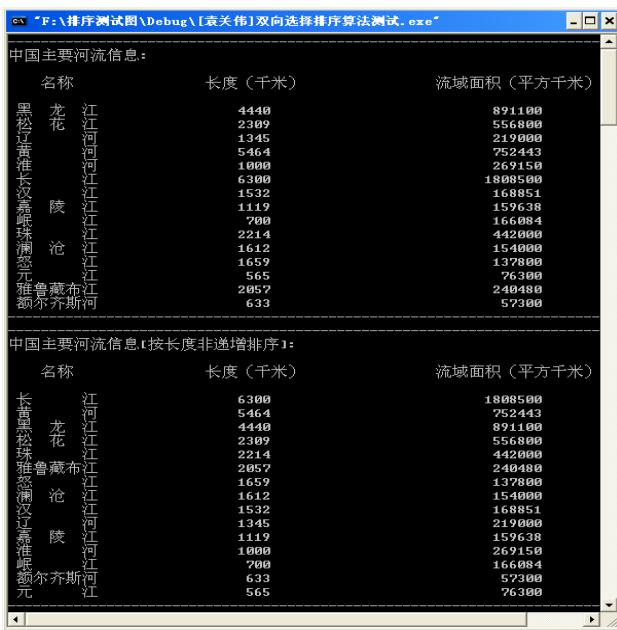 "F:\排序测试图\Debug\[袁关伟]双向选择排序算法测试.exe"
中国主要河流信息:
名称 长度（千米） 流域面积（平方千米）
黑 龙 江 4440 891100
松 花 江 2309 556800
辽 河 1345 219000
黄 河 5464 752443
淮 河 1000 269150
长 江 6300 1808500
汉 江 1532 168851
嘉 陵 江 1119 159638
岷 江 700 166084
珠 江 2214 442000
澜 沧 江 1612 154000
怒 江 1659 137800
元 江 565 76300
雅鲁藏布江 2057 240480
额尔齐斯河 633 57300
中国主要河流信息[按长度非递增排序]:
名称 长度（千米） 流域面积（平方千米）
长 江 6300 1808500
黄 河 5464 752443
黑 龙 江 4440 891100
松 花 江 2309 556800
珠 江 2214 442000
雅鲁藏布江 2057 240480
怒 江 1659 137800
澜 沧 江 1612 154000
汉 江 1532 168851
辽 河 1345 219000
嘉 陵 江 1119 159638
淮 河 1000 269150
岷 江 700 166084
额尔齐斯河 633 57300
元 江 565 76300